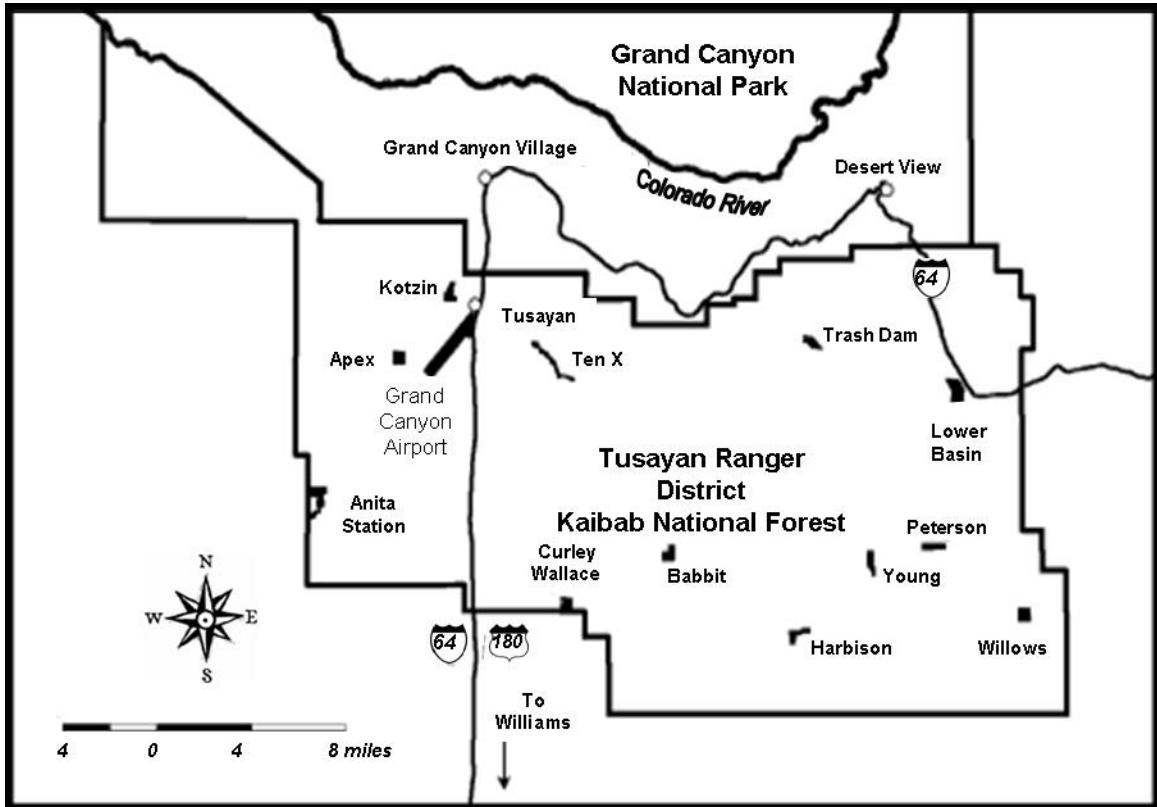 Grand Canyon
National Park
Grand Canyon Village
Desert View
Colorado River
64
Kotzin
Tusayan
Trash Dam
Apex
Ten X
Grand
Canyon
Airport
Lower
Basin
Tusayan Ranger
District
Kaibab National Forest
Anita
Station
Peterson
Curley
Wallace
Babbit
Young
N
W
E
S
64
180
Harbison
Willows
To
Williams
4 0 4 8 miles